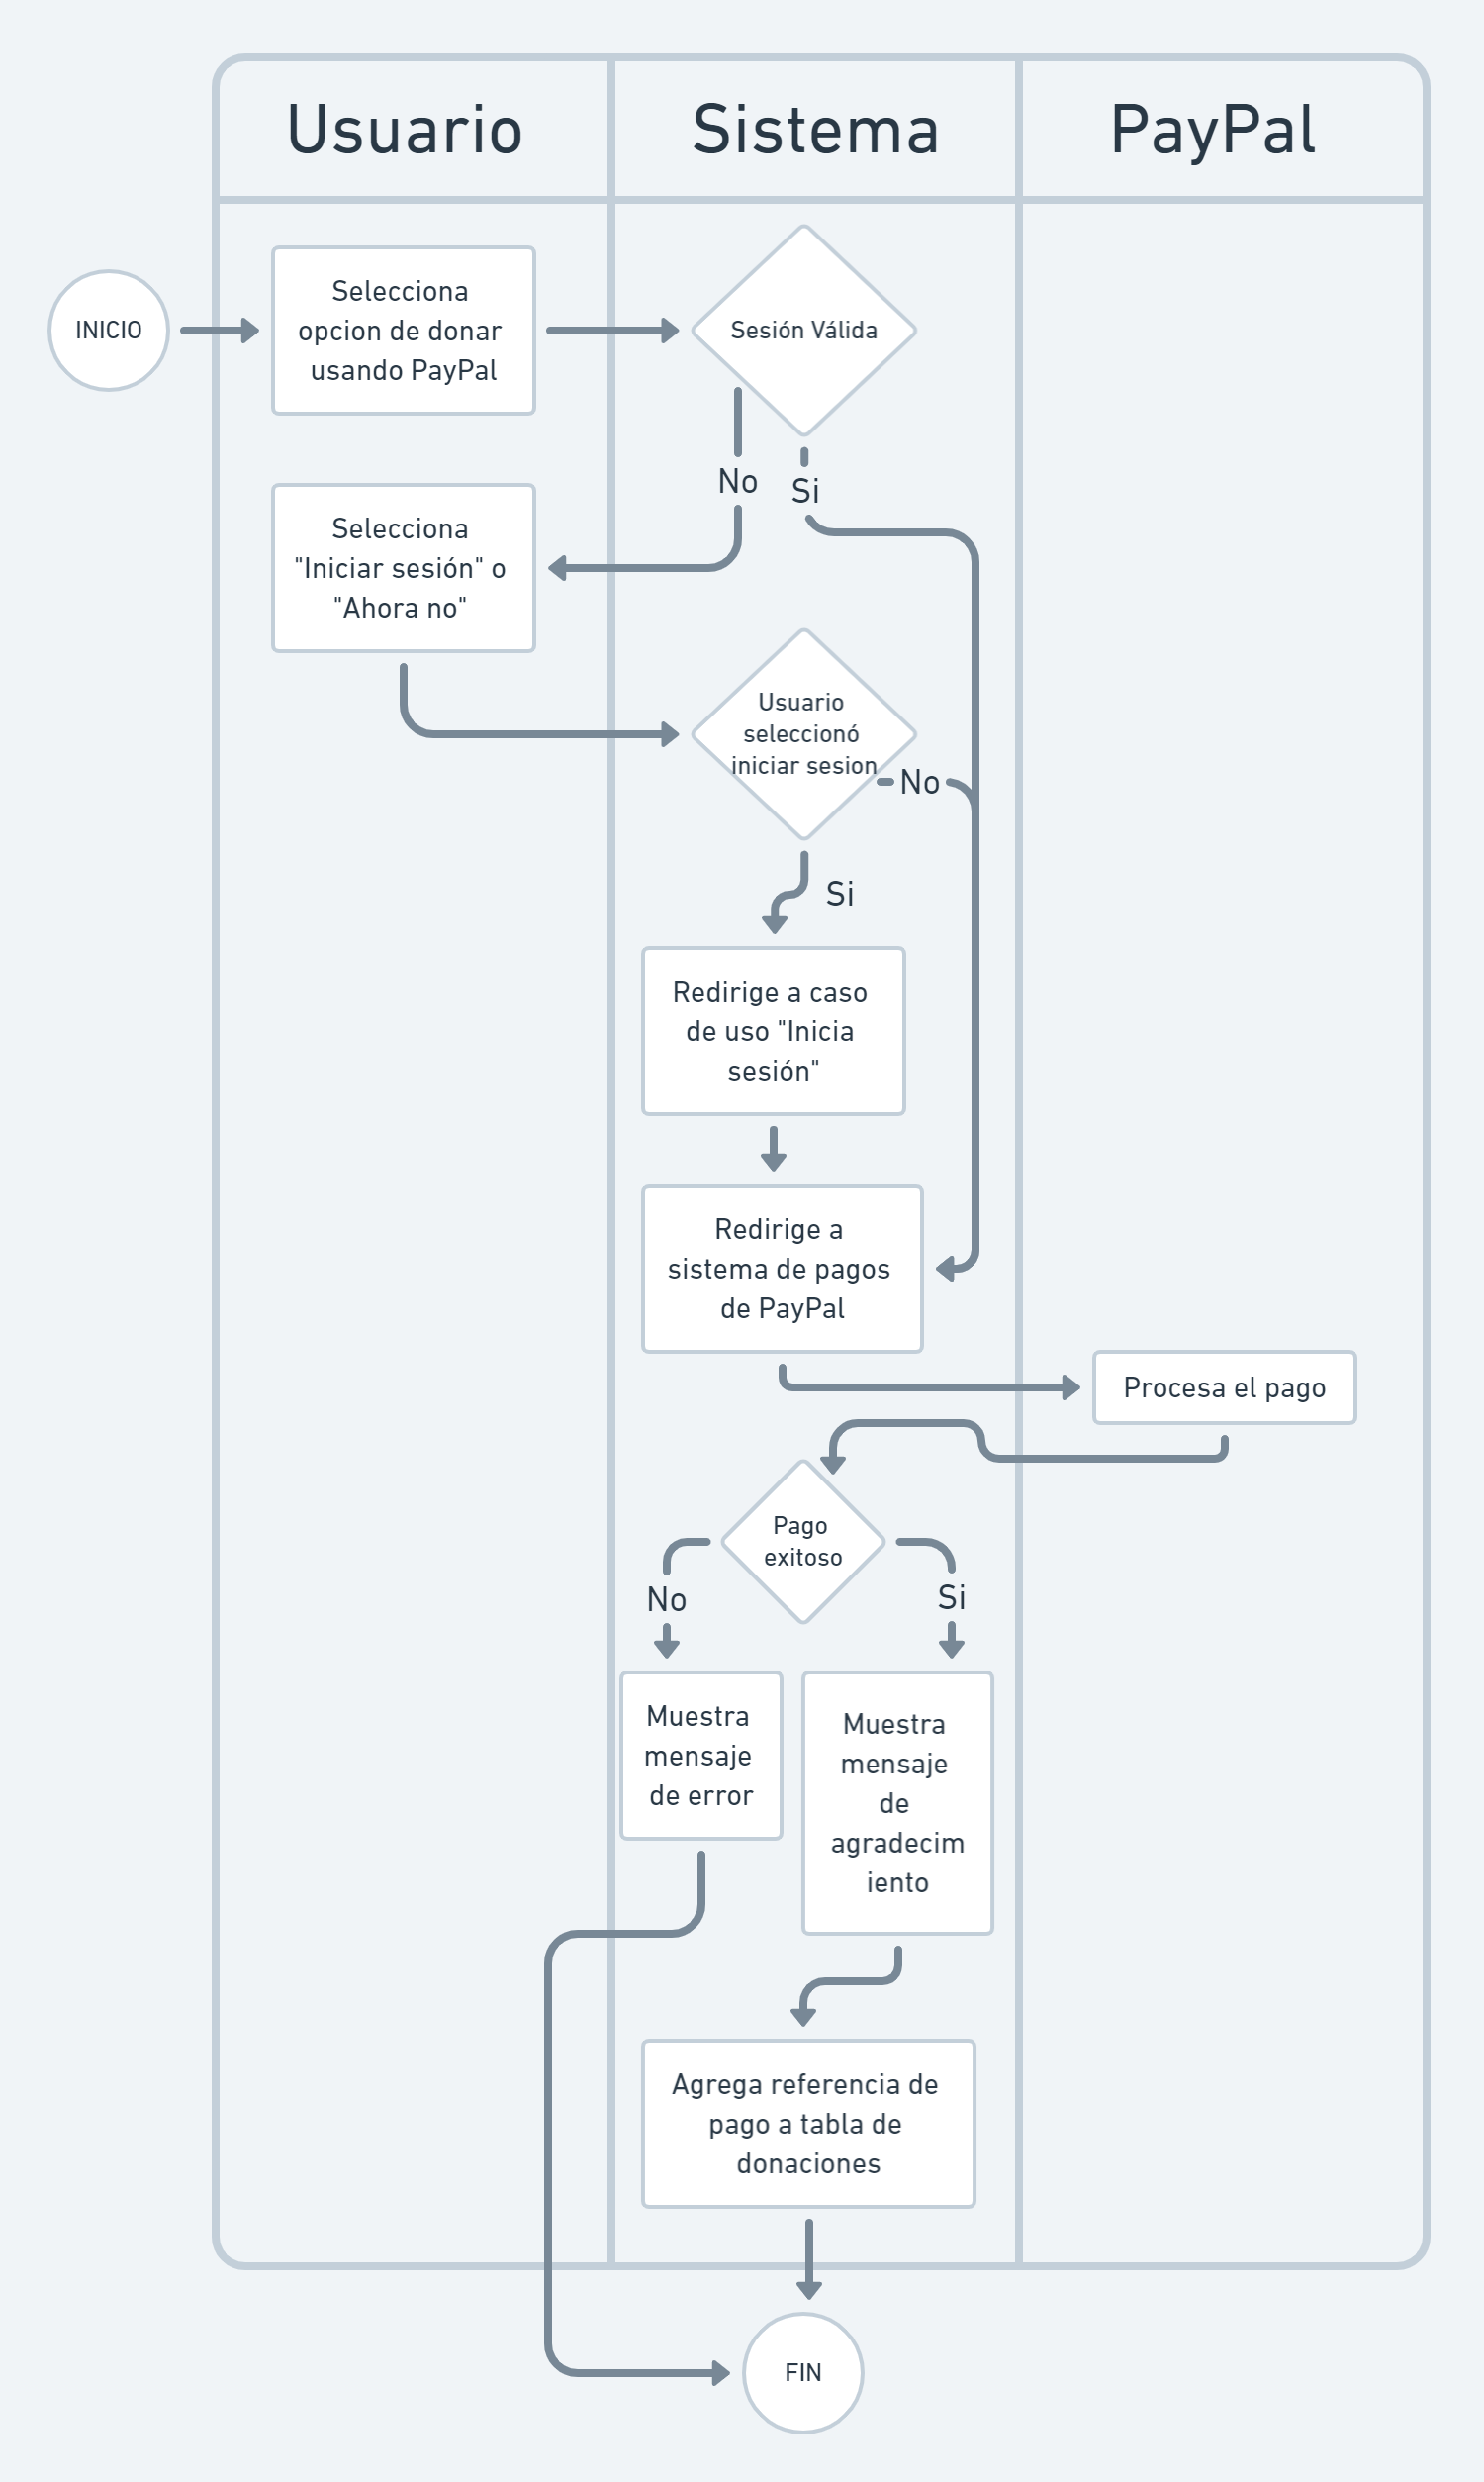 Usuario
Sistema
PayPal
INICIO
Selecciona
opcion de donar
usando PayPal
Sesión Válida
No
Si
Selecciona
"Iniciar sesión" o
"Ahora no"
Usuario
seleccionó
iniciar sesion
No
Si
Redirige a caso
de uso "Inicia
sesión"
Redirige a
sistema de pagos
de PayPal
Procesa el pago
Pago
exitoso
No
Si
Muestra
mensaje
de error
Muestra
mensaje
de
agradecim
iento
Agrega referencia de
pago a tabla de
donaciones
FIN